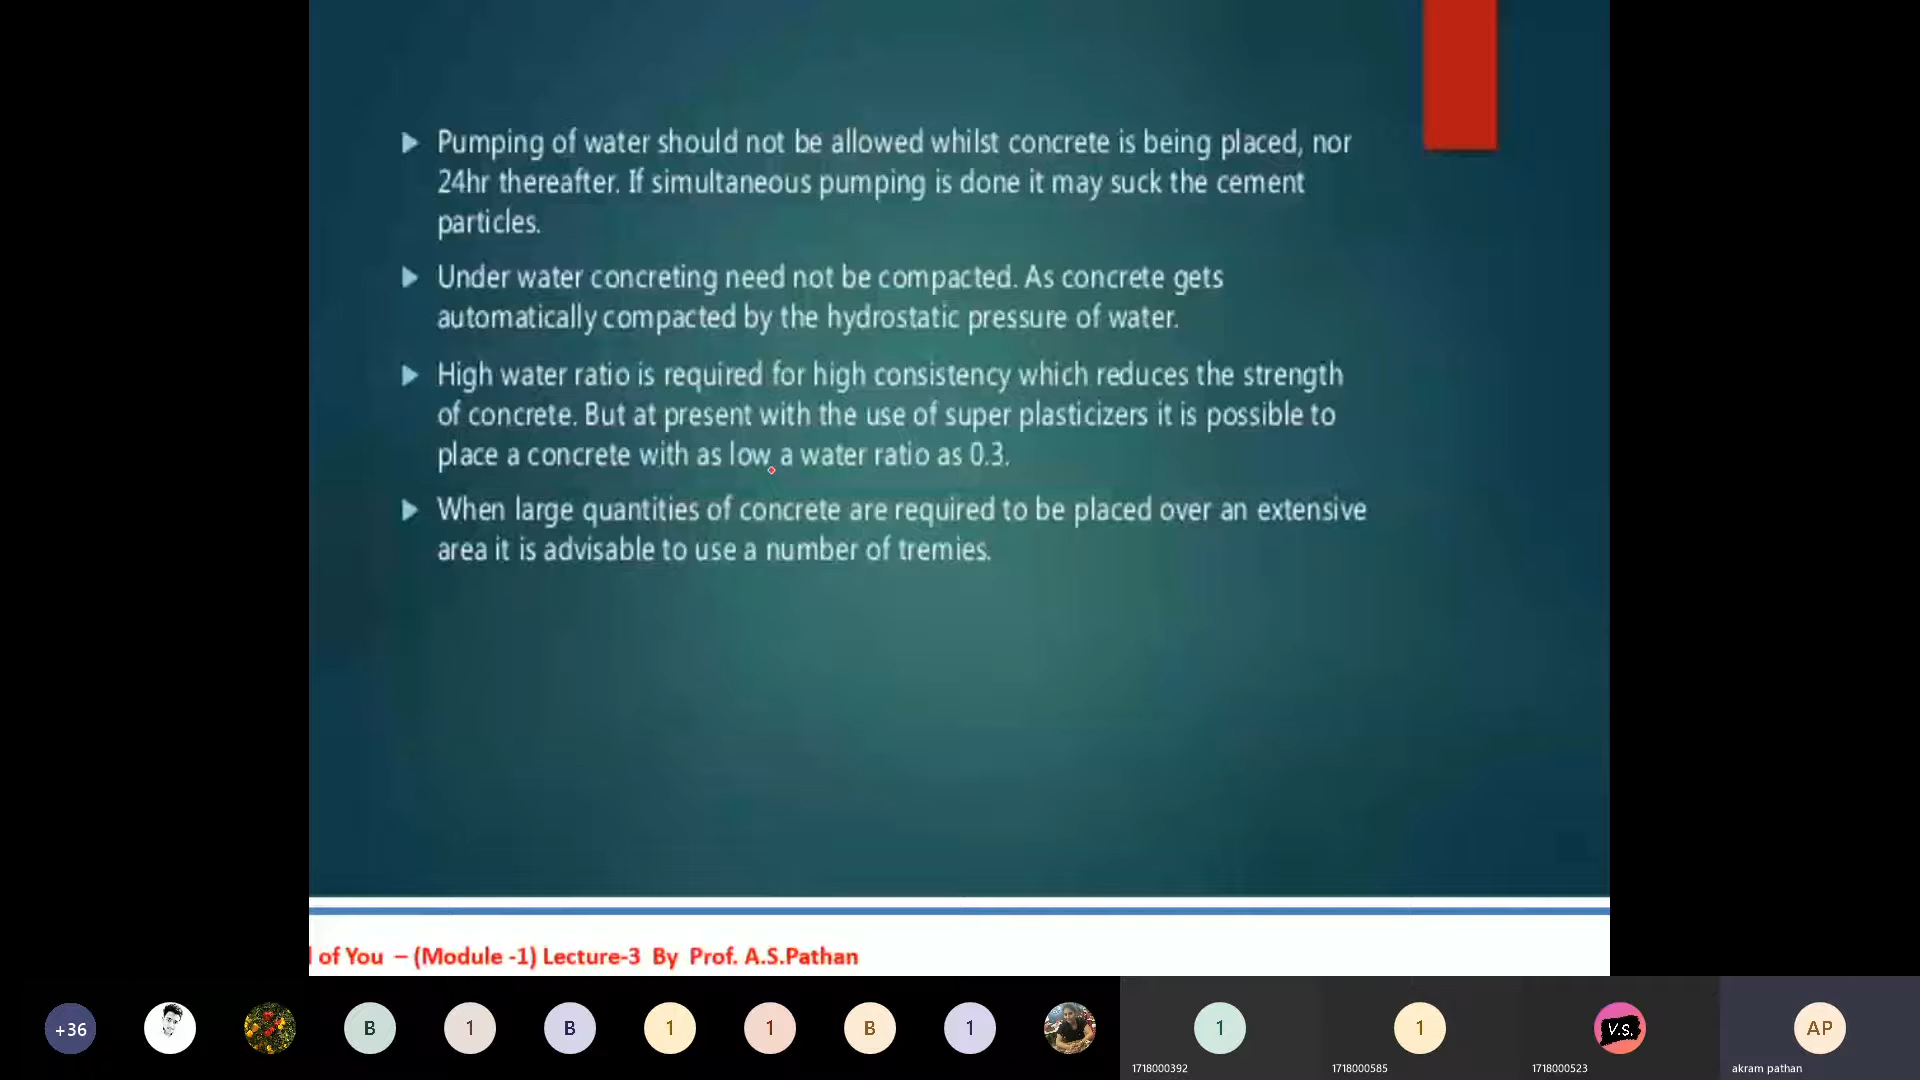 Pumping of water should not be allowed whilst concrete is being placed, nor
24hr thereafter. If simultaneous pumping is done it may suck the cement
particles.
Under water concreting need not be compacted. As concrete gets
automatically compacted by the hydrostatic pressure of water.
High water ratio is required for high consistency which reduces the strength
of concrete. But at present with the use of super plasticizers it is possible to
place a concrete with as low a water ratio as 0.3.
When large quantities of concrete are required to be placed over an extensive
area it is advisable to use a number of tremies.
of You – (Module -1) Lecture-3 By Prof. A.S.Pathan
+36
B
1
B
1
1
B
1
1
1
V.s.
AP
1718000392
1718000585
1718000523
akram pathan